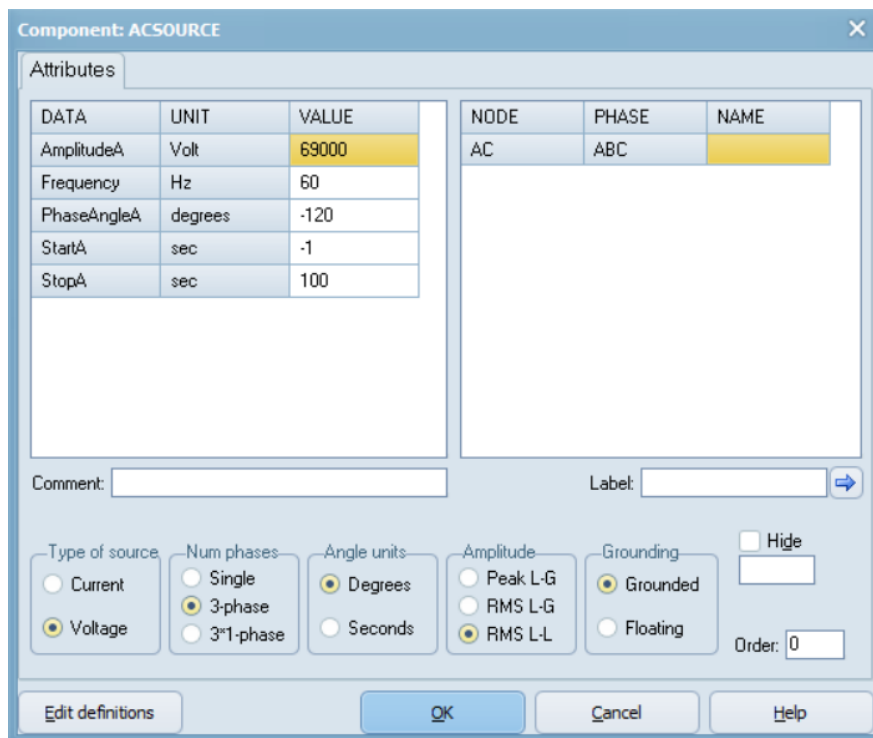 Component: ACSOURCE
Attributes
DATA UNIT VALUE
AmplitudeA Volt 69000
Frequency Hz 60
PhaseAngleA degrees -120
StartA sec -1
StopA sec 100
NODE PHASE NAME
AC ABC
Comment:
Label:
Type of source
Current
Voltage
Num phases
Single
3-phase
3*1-phase
Angle units
Degrees
Seconds
Amplitude
Peak L-G
RMS L-G
RMS L-L
Grounding
Grounded
Floating
Hide
Order: 0
Edit definitions OK Cancel Help